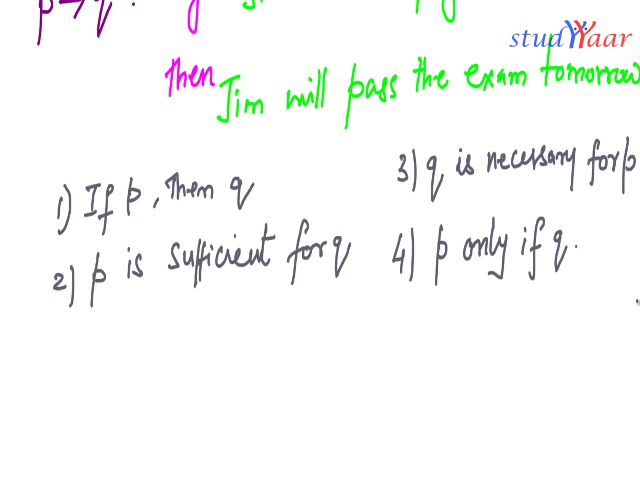 p → q :
studYYaar
then Jim will pass the exam tomorrow
1) If p, then q
3) q is necessary for p
2) p is sufficient for q
4) p only if q.